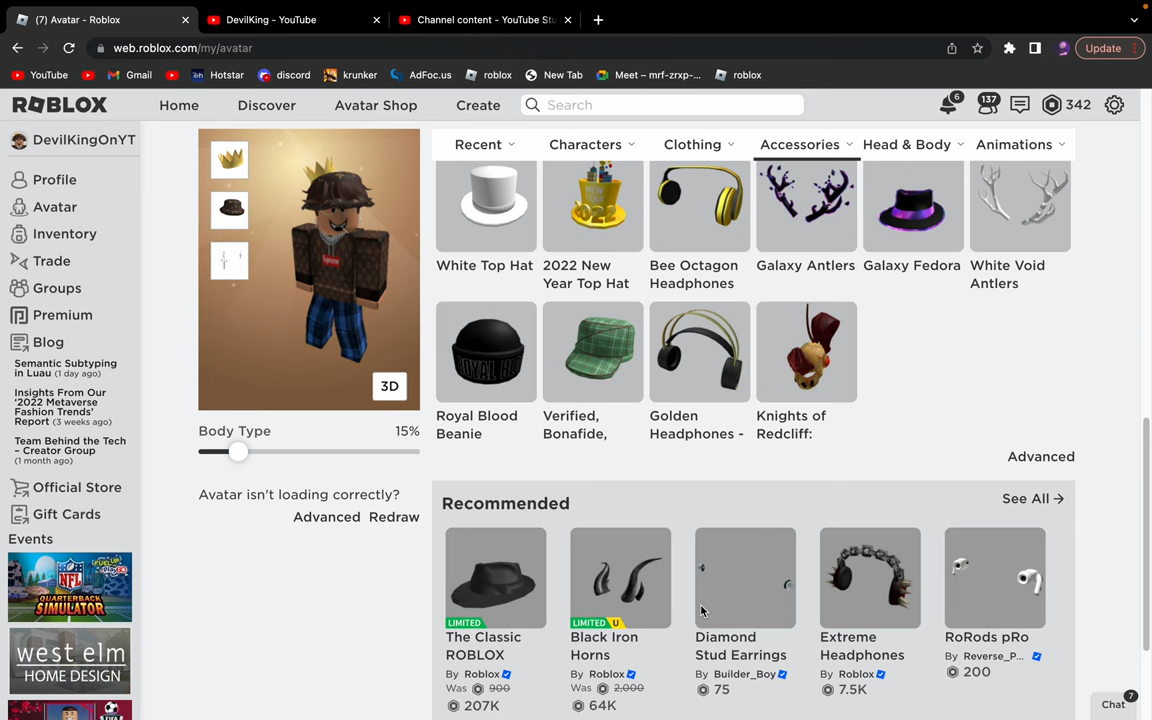 (7) Avatar - Roblox
DevilKing - YouTube
Channel content - YouTube Stu
web.roblox.com/my/avatar
Update
YouTube
Gmail
Hotstar
discord
krunker
AdFoc.us
roblox
New Tab
Meet – mrf-zrxp-...
roblox
ROBLOX
Home
Discover
Avatar Shop
Create
Search
6
137
342
DevilKingOnYT
Profile
Avatar
Inventory
Trade
Groups
Premium
Blog
Semantic Subtyping
in Luau (1 day ago)
Insights From Our
'2022 Metaverse
Fashion Trends'
Report (3 weeks ago)
Team Behind the Tech
– Creator Group
(1 month ago)
Official Store
Gift Cards
Events
NFL
QUARTERBACK
SIMULATOR
west elm
HOME DESIGN
3D
Body Type
15%
Avatar isn't loading correctly?
Advanced
Redraw
Recent
Characters
Clothing
Accessories
Head & Body
Animations
White Top Hat
2022 New
Year Top Hat
Bee Octagon
Headphones
Galaxy Antlers
Galaxy Fedora
White Void
Antlers
Royal Blood
Beanie
Verified,
Bonafide,
Golden
Headphones -
Knights of
Redcliff:
Advanced
Recommended
See All
LIMITED
The Classic
ROBLOX
By Roblox
Was 900
207K
LIMITED U
Black Iron
Horns
By Roblox
Was 2,000
64K
Diamond
Stud Earrings
By Builder_Boy
75
Extreme
Headphones
By Roblox
7.5K
RoRods pRo
By Reverse_P...
200
Chat
7